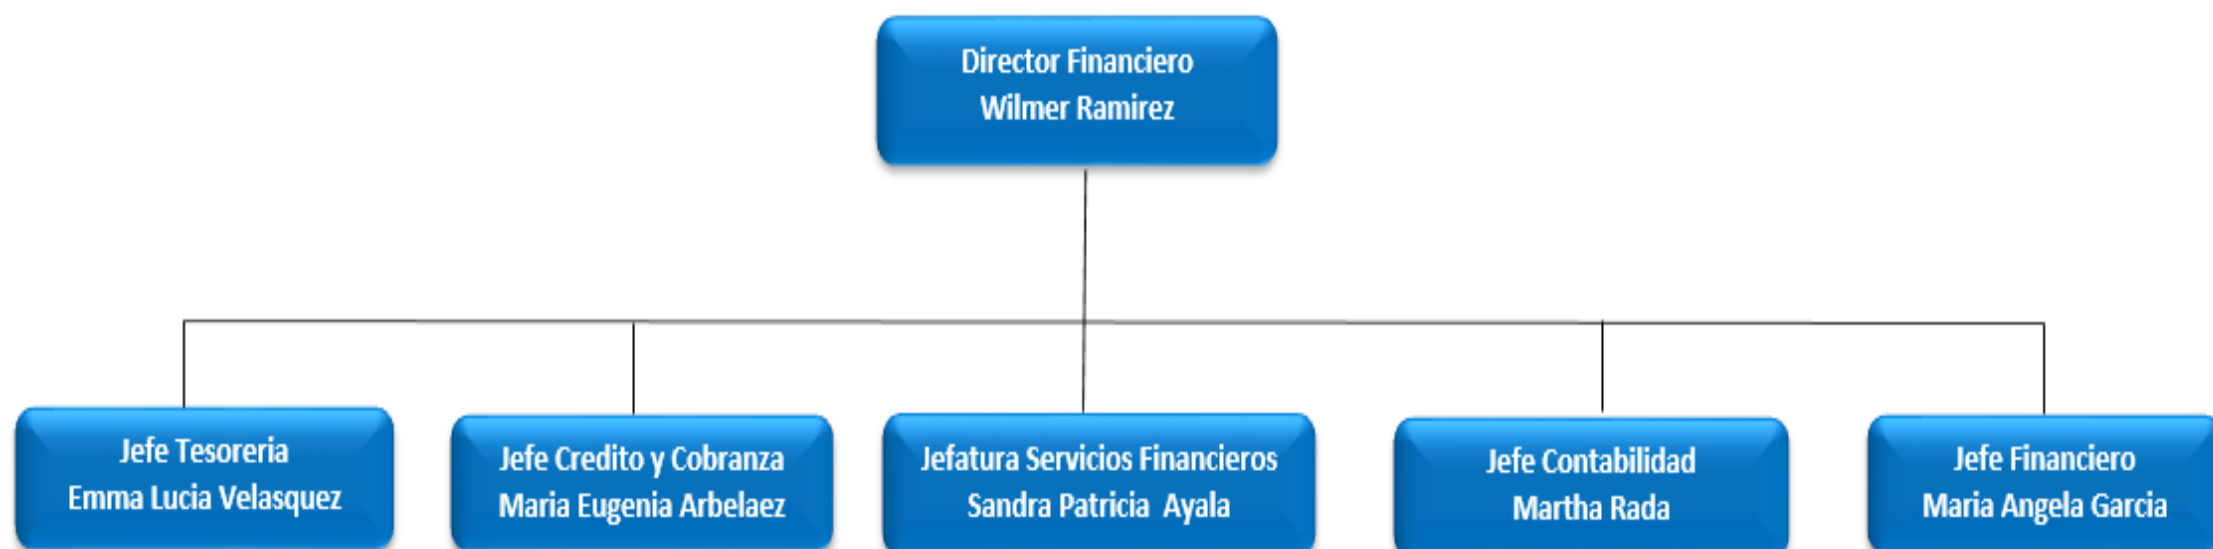 Director Financiero
Wilmer Ramirez
Jefe Tesoreria
Emma Lucia Velasquez
Jefe Credito y Cobranza
Maria Eugenia Arbelaez
Jefatura Servicios Financieros
Sandra Patricia  Ayala
Jefe Contabilidad
Martha Rada
Jefe Financiero
Maria Angela Garcia